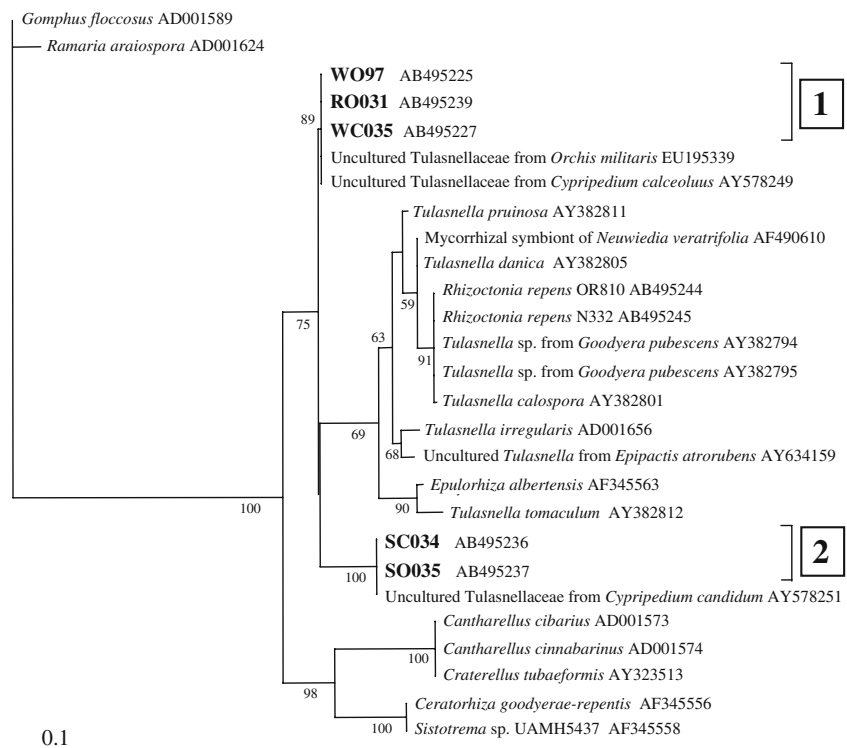 Gomphus floccosus AD001589
Ramaria araiospora AD001624
WO97 AB495225
RO031 AB495239
1
89
WC035 AB495227
Uncultured Tulasnellaceae from Orchis militaris EU195339
Uncultured Tulasnellaceae from Cypripedium calceoluus AY578249
Tulasnella pruinosa AY382811
Mycorrhizal symbiont of Neuwiedia veratrifolia AF490610
Tulasnella danica AY382805
59
Rhizoctonia repens OR810 AB495244
Rhizoctonia repens N332 AB495245
75
63
Tulasnella sp. from Goodyera pubescens AY382794
91
Tulasnella sp. from Goodyera pubescens AY382795
Tulasnella calospora AY382801
69
Tulasnella irregularis AD001656
68
Uncultured Tulasnella from Epipactis atrorubens AY634159
Epulorhiza albertensis AF345563
100
90
Tulasnella tomaculum AY382812
SC034 AB495236
2
SO035 AB495237
100
Uncultured Tulasnellaceae from Cypripedium candidum AY578251
Cantharellus cibarius AD001573
Cantharellus cinnabarinus AD001574
100
Craterellus tubaeformis AY323513
98
Ceratorhiza goodyerae-repentis AF345556
100
Sistotrema sp. UAMH5437 AF345558
0.1